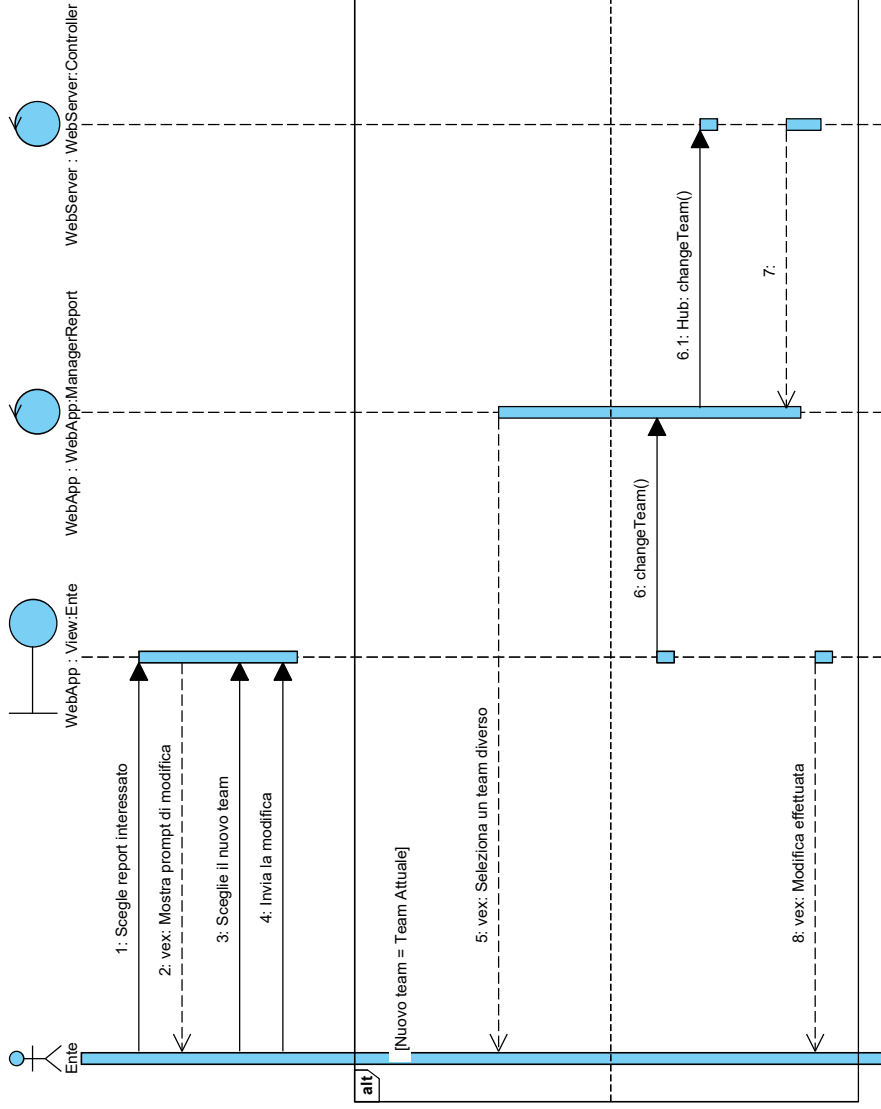 Ente
WebApp : View:Ente
WebApp : WebApp:ManagerReport
WebServer : WebServer:Controller
1: Scegle report interessato
2: vex: Mostra prompt di modifica
3: Sceglie il nuovo team
4: Invia la modifica
alt
[Nuovo team = Team Attuale]
5: vex: Seleziona un team diverso
6: changeTeam()
6.1: Hub: changeTeam()
7:
8: vex: Modifica effettuata